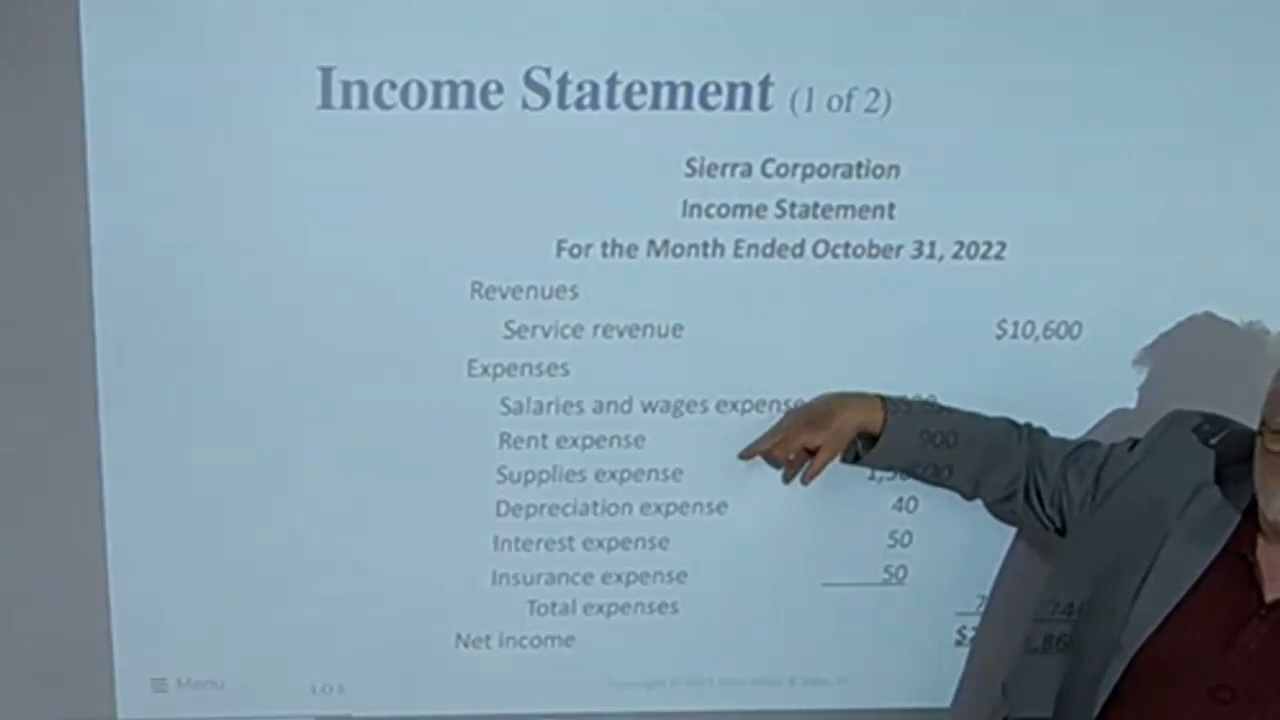 Income Statement (1 of 2)
Sierra Corporation
Income Statement
For the Month Ended October 31, 2022
Revenues
Service revenue $10,600
Expenses
Salaries and wages expense
Rent expense 900
Supplies expense
Depreciation expense 40
Interest expense 50
Insurance expense 50
Total expenses
Net income
Menu